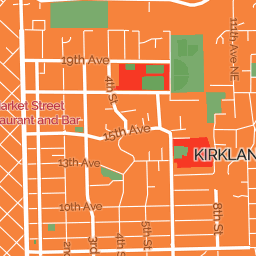 19th Ave
11th Ave NE
4th St
arket Street
aurant and Bar
15th Ave
KIRKLAN
13th Ave
10th Ave
8th St
2nd
3rd
4th St
5th St